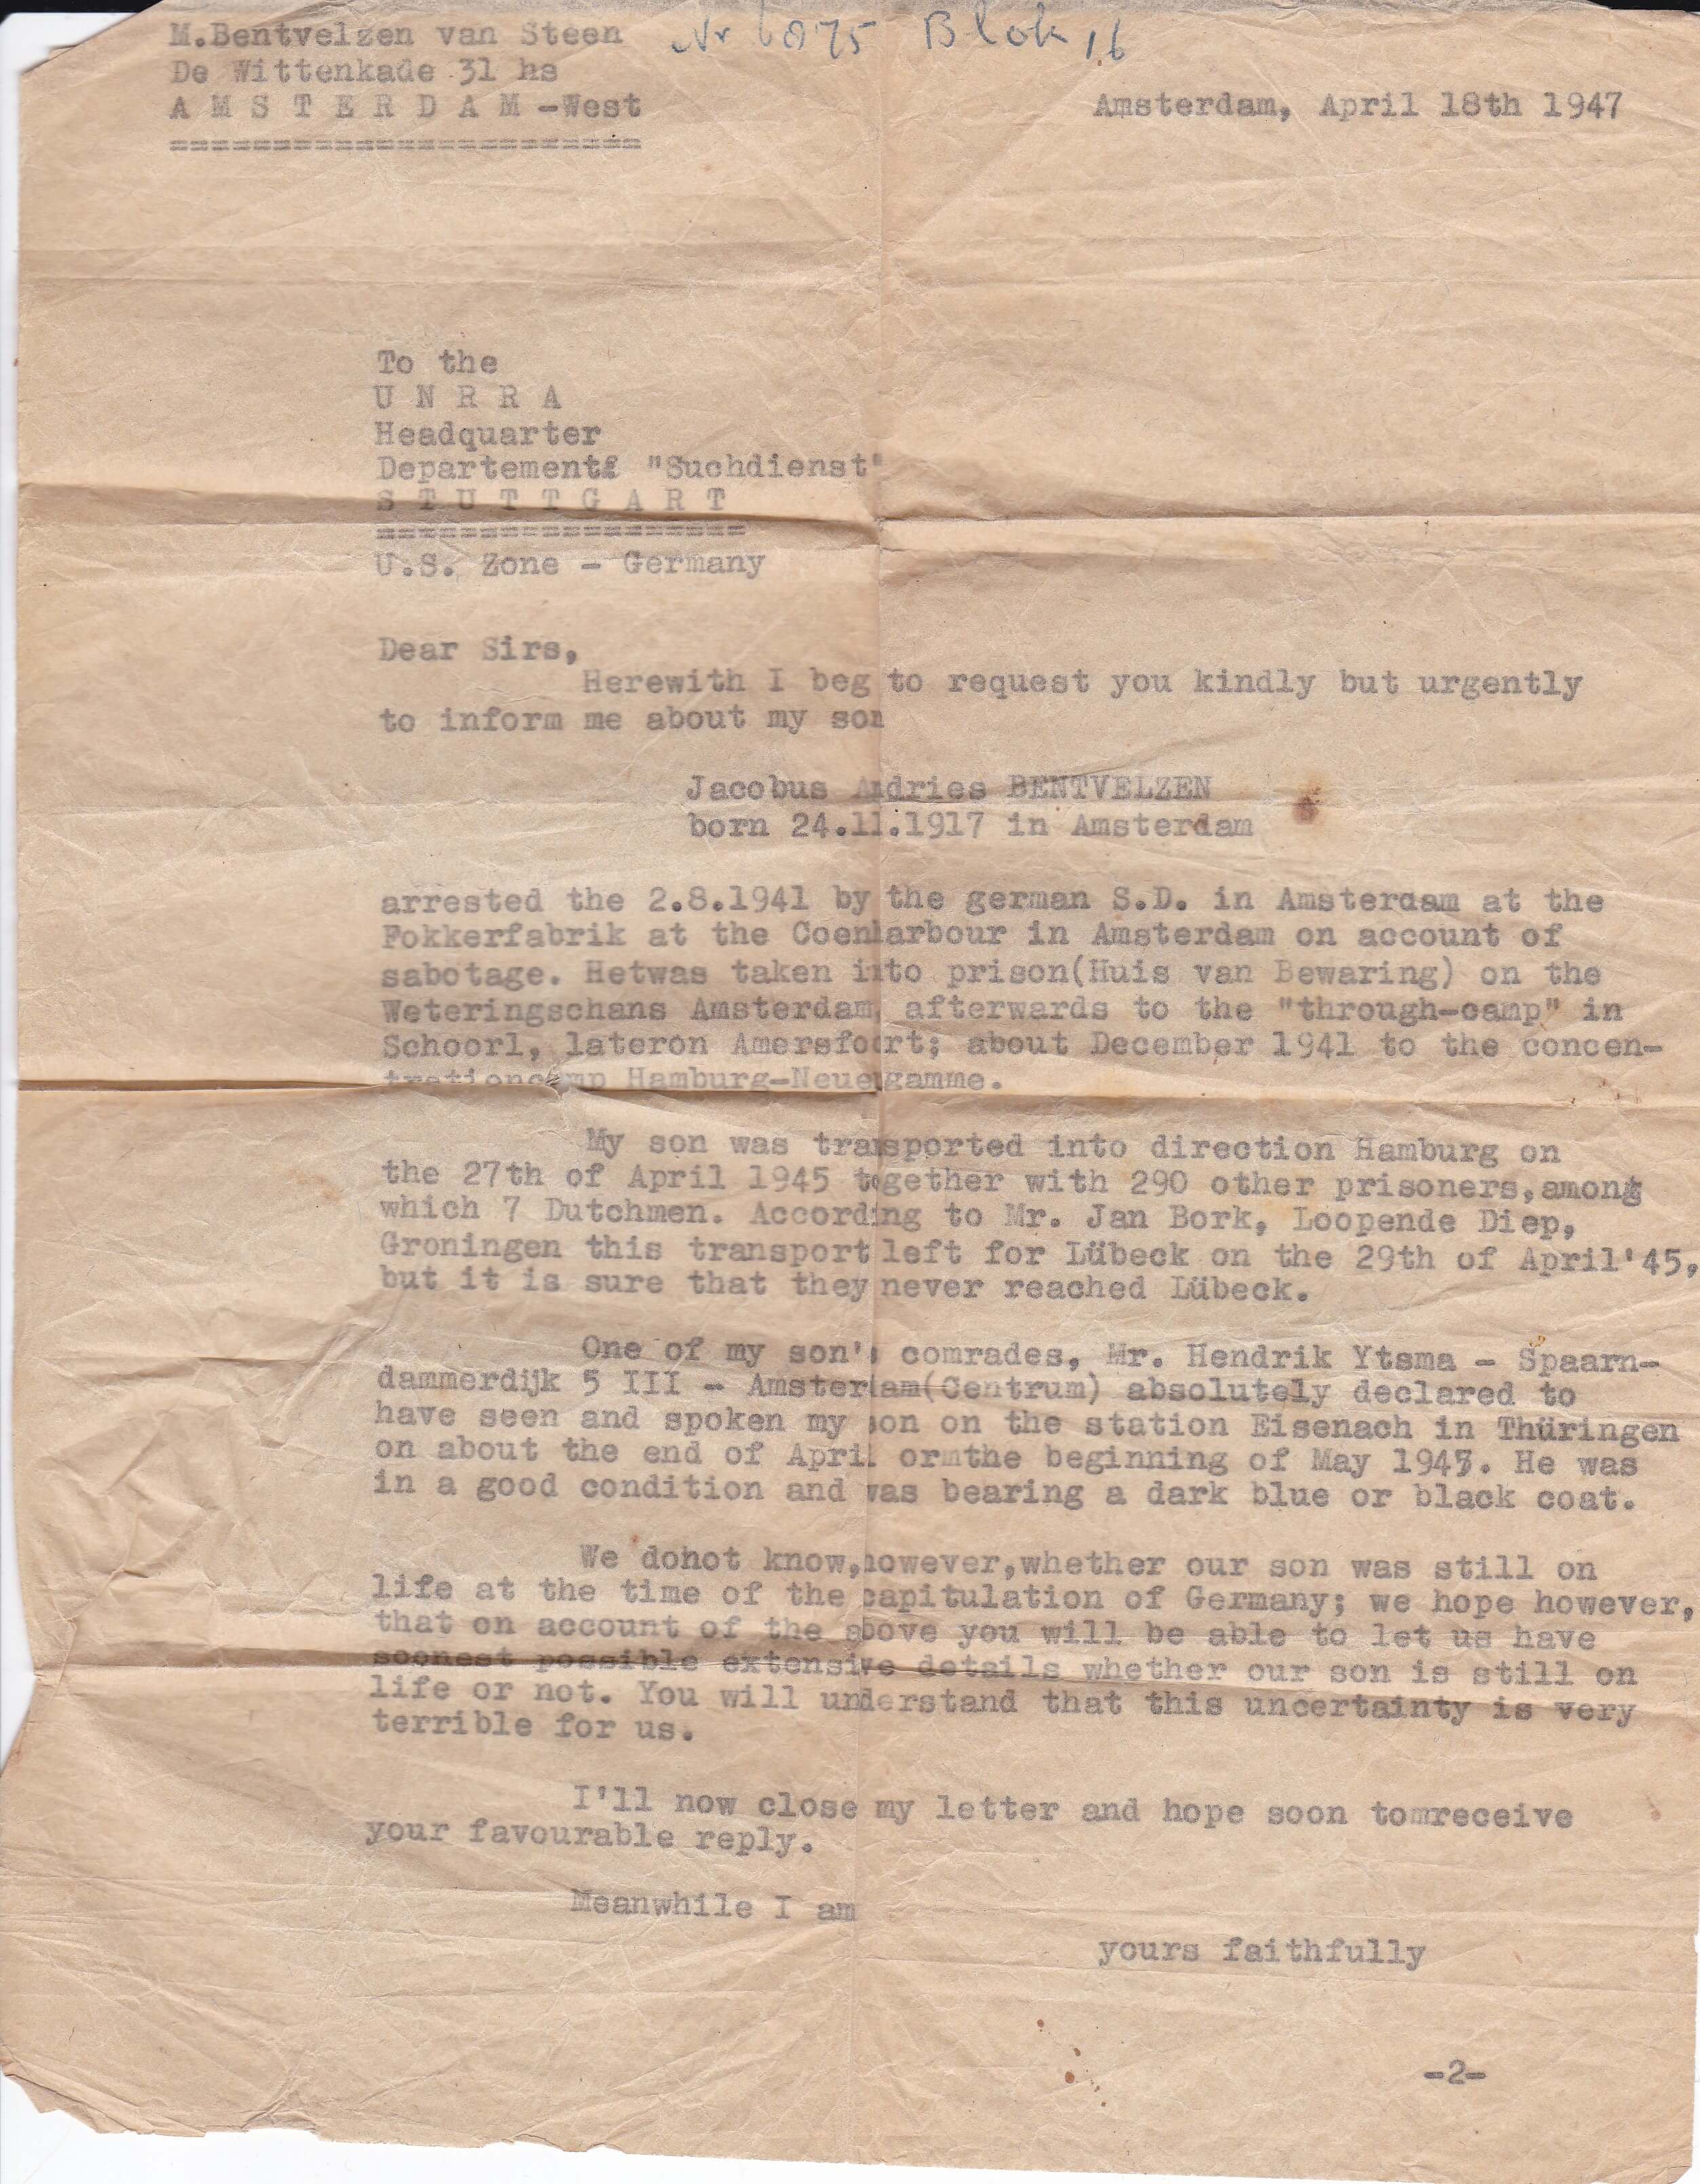 M.Bentvelzen van Steen Nr 6875 Blok 16
De Wittenkade 31 hs
A M S T E R D A M -West
Amsterdam, April 18th 1947
=======================
To the
U N R R A
Headquarter
Departement "Suchdienst"
S T U T T G A R T
==================
U.S. Zone - Germany
Dear Sirs,
Herewith I beg to request you kindly but urgently
to inform me about my son
Jacobus Andries BENTVELZEN
born 24.11.1917 in Amsterdam
arrested the 2.8.1941 by the german S.D. in Amsterdam at the
Fokkerfabrik at the Coenharbour in Amsterdam on account of
sabotage. Hetwas taken into prison(Huis van Bewaring) on the
Weteringschans Amsterdam, afterwards to the "through-camp" in
Schoorl, lateron Amersfoort; about December 1941 to the concen-
trationcamp Hamburg-Neuengamme.
My son was transported into direction Hamburg on
the 27th of April 1945 together with 290 other prisoners,among
which 7 Dutchmen. According to Mr. Jan Bork, Loopende Diep,
Groningen this transport left for Lübeck on the 29th of April'45,
but it is sure that they never reached Lübeck.
One of my son's comrades, Mr. Hendrik Ytsma - Spaarn-
dammerdijk 5 III - Amsterdam(Centrum) absolutely declared to
have seen and spoken my son on the station Eisenach in Thüringen
on about the end of April ormthe beginning of May 1945. He was
in a good condition and was bearing a dark blue or black coat.
We dohot know,however,whether our son was still on
life at the time of the capitulation of Germany; we hope however,
that on account of the above you will be able to let us have
soonest possible extensive details whether our son is still on
life or not. You will understand that this uncertainty is very
terrible for us.
I'll now close my letter and hope soon tomreceive
your favourable reply.
Meanwhile I am
yours faithfully
-2-